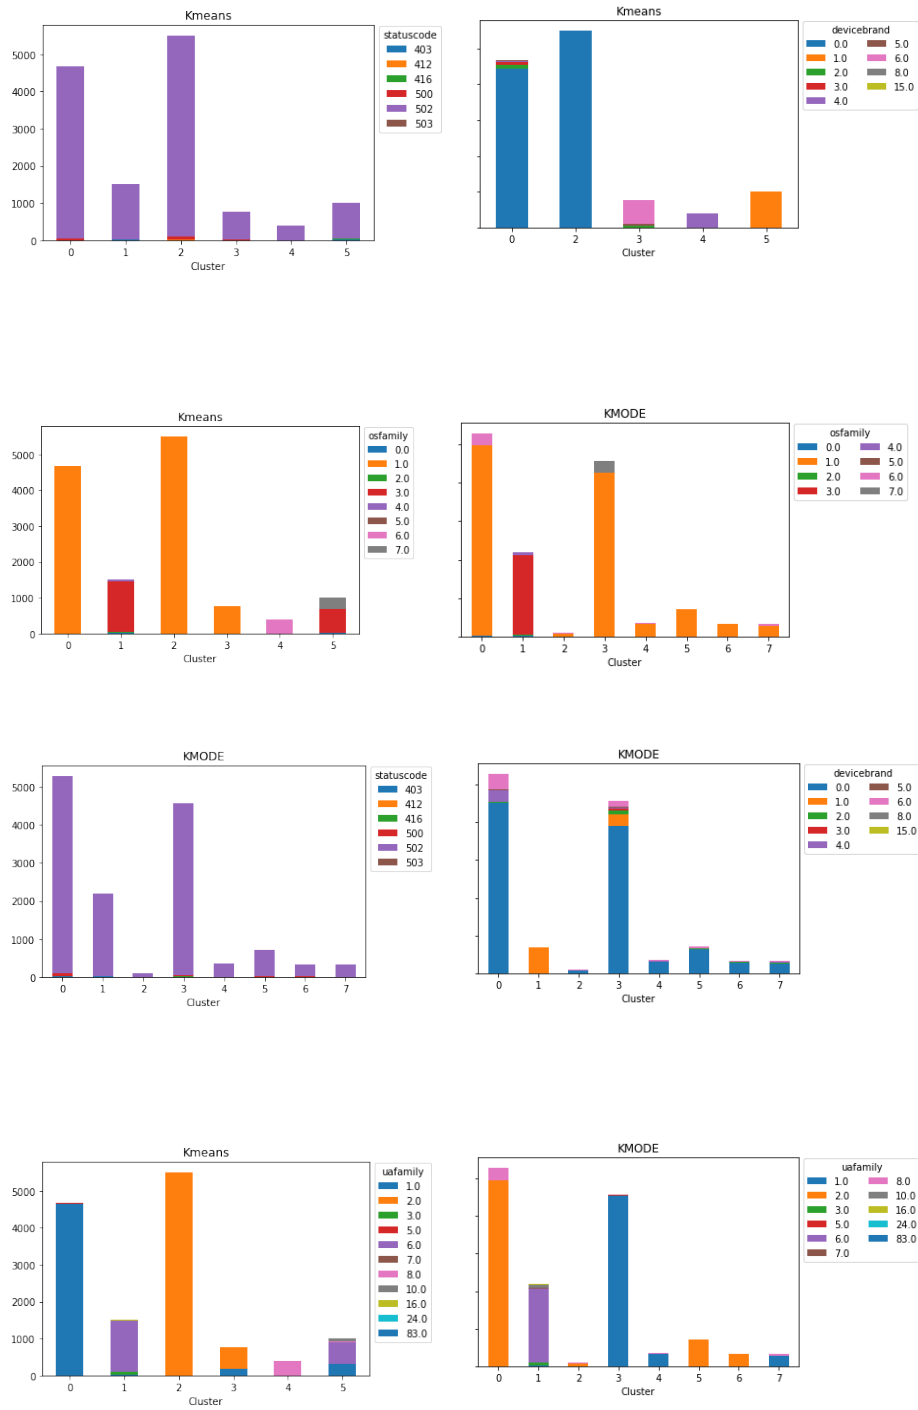 Kmeans
statuscode
403
412
416
500
502
503
5000
4000
3000
2000
1000
0
0 1 2 3 4 5
Cluster
Kmeans
devicebrand
0.0 5.0
1.0 6.0
2.0 8.0
3.0 15.0
4.0
0 2 3 4 5
Cluster
Kmeans
osfamily
0.0
1.0
2.0
3.0
4.0
5.0
6.0
7.0
5000
4000
3000
2000
1000
0
0 1 2 3 4 5
Cluster
KMODE
osfamily
0.0 4.0
1.0 5.0
2.0 6.0
3.0 7.0
0 1 2 3 4 5 6 7
Cluster
KMODE
statuscode
403
412
416
500
502
503
5000
4000
3000
2000
1000
0
0 1 2 3 4 5 6 7
Cluster
KMODE
devicebrand
0.0 5.0
1.0 6.0
2.0 8.0
3.0 15.0
4.0
0 1 2 3 4 5 6 7
Cluster
Kmeans
uafamily
1.0
2.0
3.0
5.0
6.0
7.0
8.0
10.0
16.0
24.0
83.0
5000
4000
3000
2000
1000
0
0 1 2 3 4 5
Cluster
KMODE
uafamily
1.0 8.0
2.0 10.0
3.0 16.0
5.0 24.0
6.0 83.0
7.0
0 1 2 3 4 5 6 7
Cluster